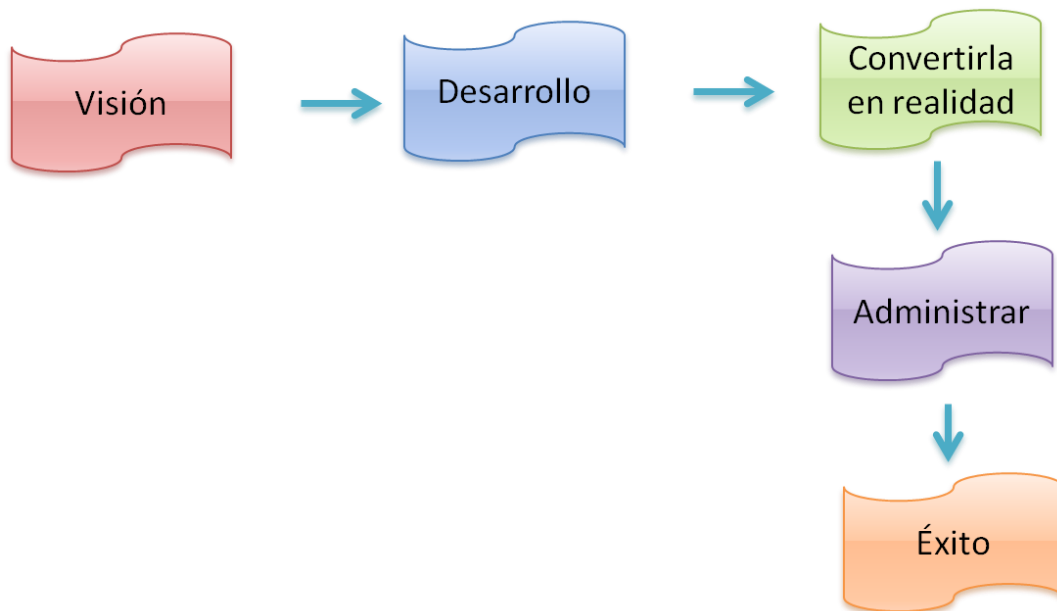 Visión
Desarrollo
Convertirla
en realidad
Administrar
Éxito